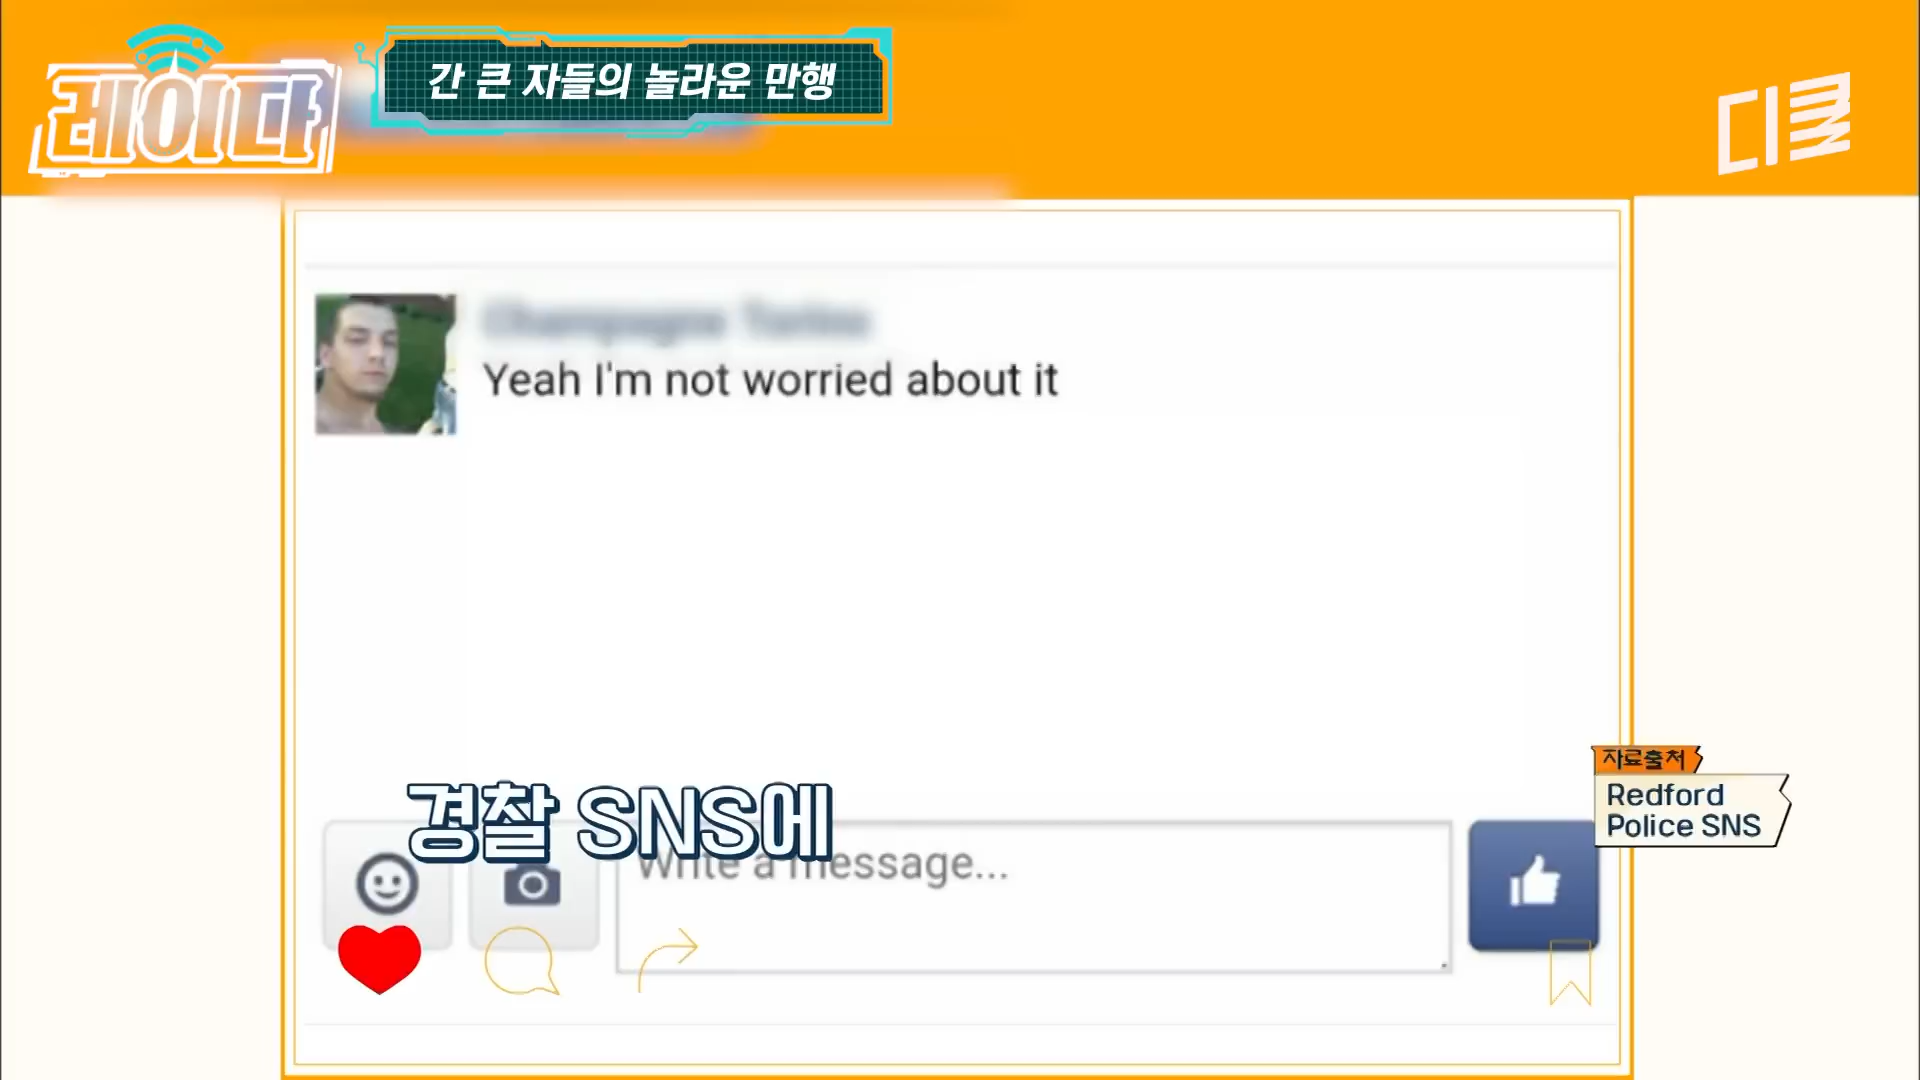 레이다
간 큰 자들의 놀라운 만행
디글
Yeah I'm not worried about it
자료출처
Redford
Police SNS
경찰 SNS에
Write a message...